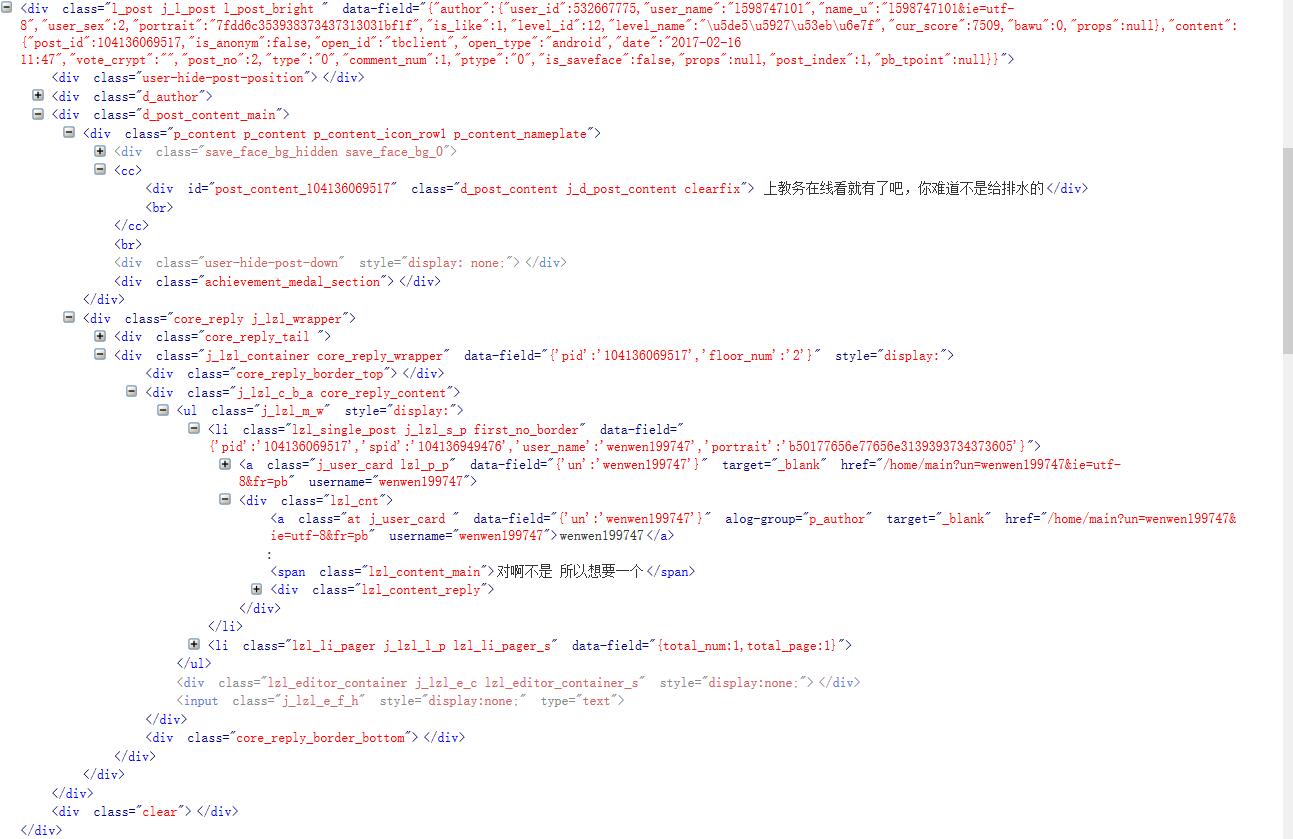 <div class="l_post j_l_post l_post_bright " data-field="{"author":{"user_id":532667775,"user_name":"1598747101","name_u":"1598747101&ie=utf-
8","user_sex":2,"portrait":"7fdd6c353938373437313031bf1f","is_like":1,"level_id":12,"level_name":"\u5de5\u5927\u53eb\u6e7f","cur_score":7509,"bawu":0,"props":null},"content":
{"post_id":104136069517,"is_anonym":false,"open_id":"tbclient","open_type":"android","date":"2017-02-16
11:47","vote_crypt":"","post_no":2,"type":"0","comment_num":1,"ptype":"0","is_saveface":false,"props":null,"post_index":1,"pb_tpoint":null}}">
<div class="user-hide-post-position"></div>
<div class="d_author">
<div class="d_post_content_main">
<div class="p_content p_content p_content_icon_row1 p_content_nameplate">
<div class="save_face_bg_hidden save_face_bg_0">
<cc>
<div id="post_content_104136069517" class="d_post_content j_d_post_content clearfix"> 上教务在线看就有了吧，你难道不是给排水的</div>
<br>
</cc>
<br>
<div class="user-hide-post-down" style="display: none;"></div>
<div class="achievement_medal_section"></div>
</div>
<div class="core_reply j_lzl_wrapper">
<div class="core_reply_tail ">
<div class="j_lzl_container core_reply_wrapper" data-field="{'pid':'104136069517','floor_num':'2'}" style="display:">
<div class="core_reply_border_top"></div>
<div class="j_lzl_c_b_a core_reply_content">
<ul class="j_lzl_m_w" style="display:">
<li class="lzl_single_post j_lzl_s_p first_no_border" data-field="
{'pid':'104136069517','spid':'104136949476','user_name':'wenwen199747','portrait':'b50177656e77656e3139393734373605'}">
<a class="j_user_card lzl_p_p" data-field="{'un':'wenwen199747'}" target="_blank" href="/home/main?un=wenwen199747&ie=utf-
8&fr=pb" username="wenwen199747">
<div class="lzl_cnt">
<a class="at j_user_card " data-field="{'un':'wenwen199747'}" alog-group="p_author" target="_blank" href="/home/main?un=wenwen199747&
ie=utf-8&fr=pb" username="wenwen199747">wenwen199747</a>
:
<span class="lzl_content_main">对啊不是 所以想要一个</span>
<div class="lzl_content_reply">
</div>
</li>
<li class="lzl_li_pager j_lzl_l_p lzl_li_pager_s" data-field="{total_num:1,total_page:1}">
</ul>
<div class="lzl_editor_container j_lzl_e_c lzl_editor_container_s" style="display:none;"></div>
<input class="j_lzl_e_f_h" style="display:none;" type="text">
</div>
<div class="core_reply_border_bottom"></div>
</div>
</div>
</div>
<div class="clear"></div>
</div>